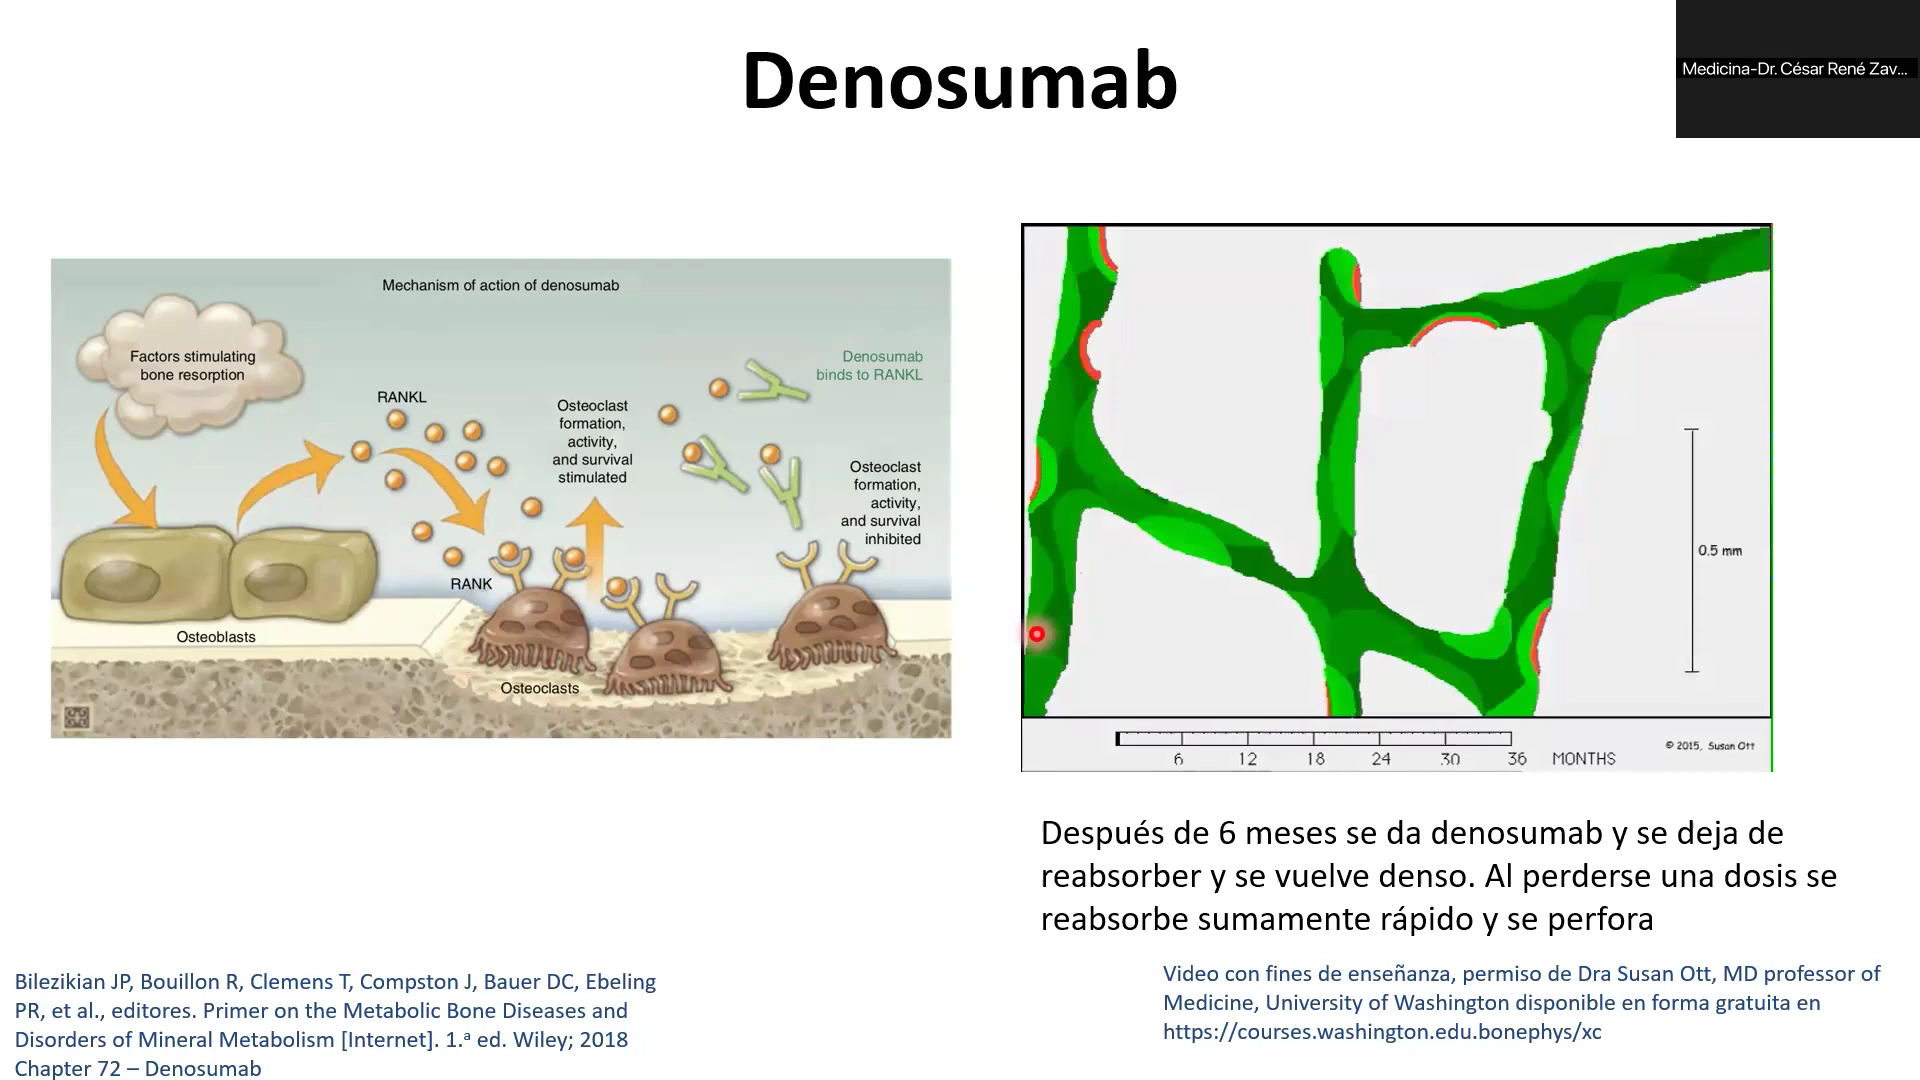 Denosumab
Medicina-Dr. César René Zav...
Mechanism of action of denosumab
Factors stimulating
bone resorption
RANKL
Osteoclast
formation,
activity,
and survival
stimulated
Denosumab
binds to RANKL
Osteoclast
formation,
activity,
and survival
inhibited
RANK
Osteoblasts
Osteoclasts
0.5 mm
6 12 18 24 30 36 MONTHS
© 2015, Susan Ott
Después de 6 meses se da denosumab y se deja de
reabsorber y se vuelve denso. Al perderse una dosis se
reabsorbe sumamente rápido y se perfora
Bilezikian JP, Bouillon R, Clemens T, Compston J, Bauer DC, Ebeling
PR, et al., editores. Primer on the Metabolic Bone Diseases and
Disorders of Mineral Metabolism [Internet]. 1.ª ed. Wiley; 2018
Chapter 72 – Denosumab
Video con fines de enseñanza, permiso de Dra Susan Ott, MD professor of
Medicine, University of Washington disponible en forma gratuita en
https://courses.washington.edu.bonephys/xc